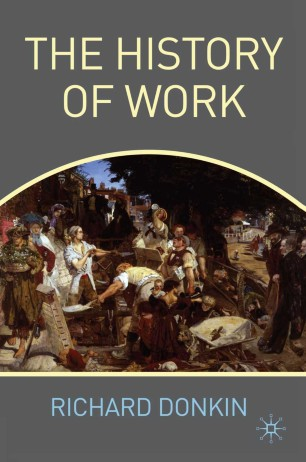 THE HISTORY
OF WORK
RICHARD DONKIN